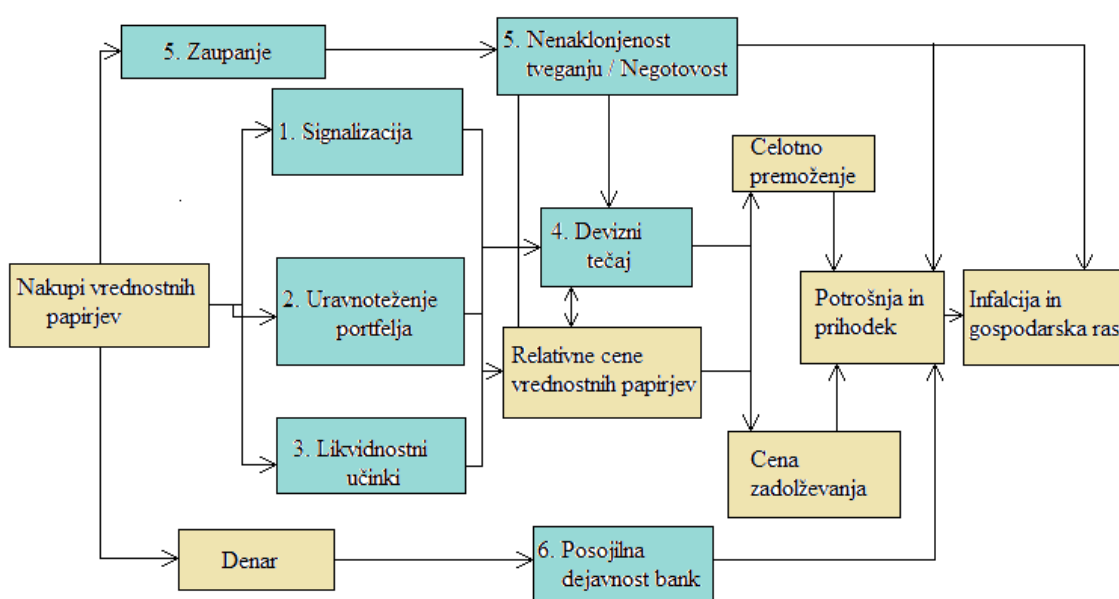 5. Zaupanje
5. Nenaklonjenost
tveganju / Negotovost
1. Signalizacija
Celotno
premoženje
4. Devizni
tečaj
Nakupi vrednostnih
papirjev
2. Uravnoteženje
portfelja
Potrošnja in
prihodek
Infalcija in
gospodarska ras
Relativne cene
vrednostnih papirjev
3. Likvidnostni
učinki
Cena
zadolževanja
Denar
6. Posojilna
dejavnost bank